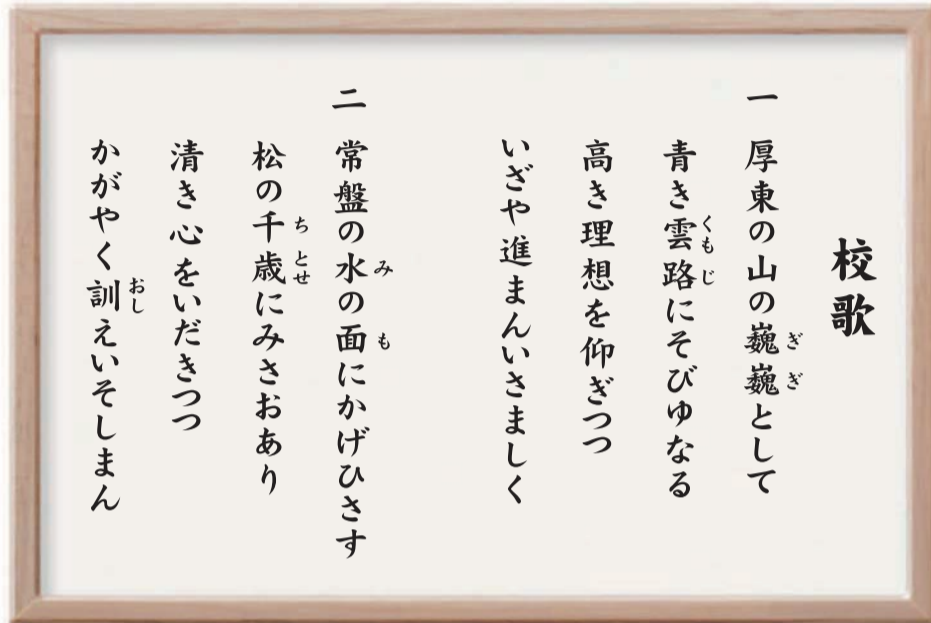 校歌
一 厚東の山の巍巍として
青き雲路にそびゆなる
高き理想を仰ぎつつ
いざや進まんいさましく
二 常盤の水の面にかげひさす
松の千歳にみさおあり
清き心をいだきつつ
かがやく訓えいそしまん